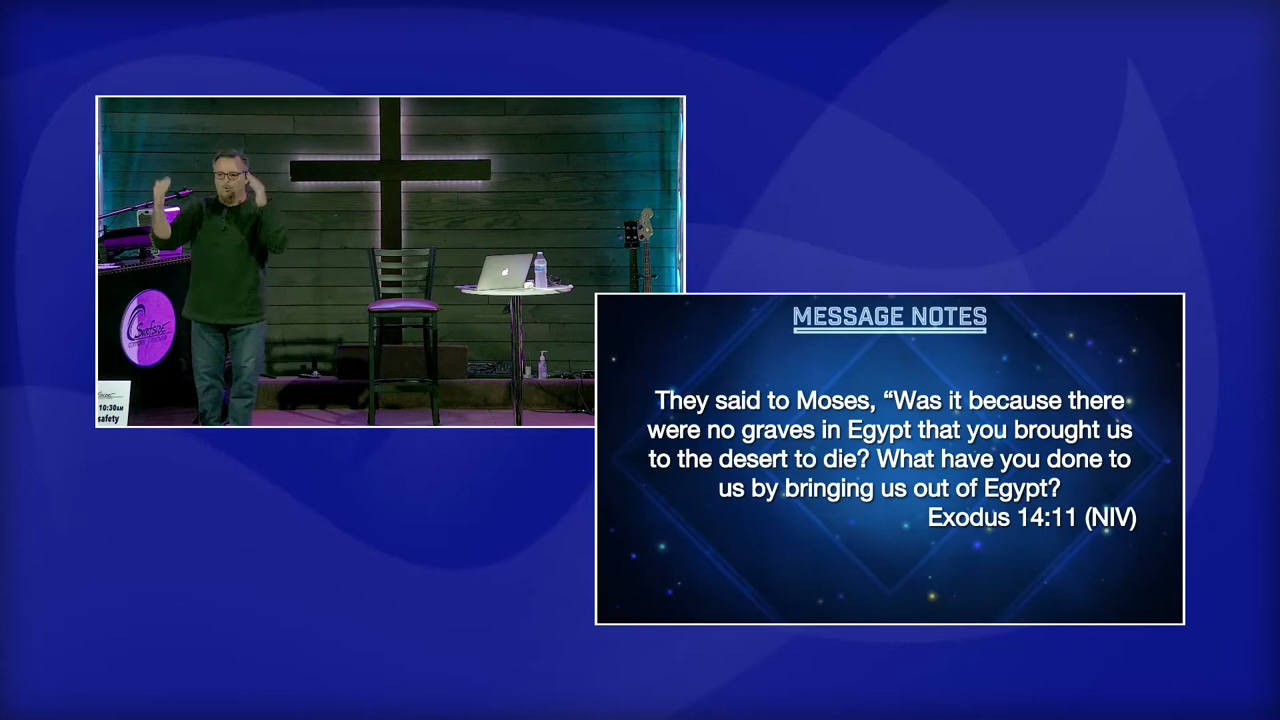 Surfside
10:30AM
safety
MESSAGE NOTES
They said to Moses, “Was it because there
were no graves in Egypt that you brought us
to the desert to die? What have you done to
us by bringing us out of Egypt?
Exodus 14:11 (NIV)